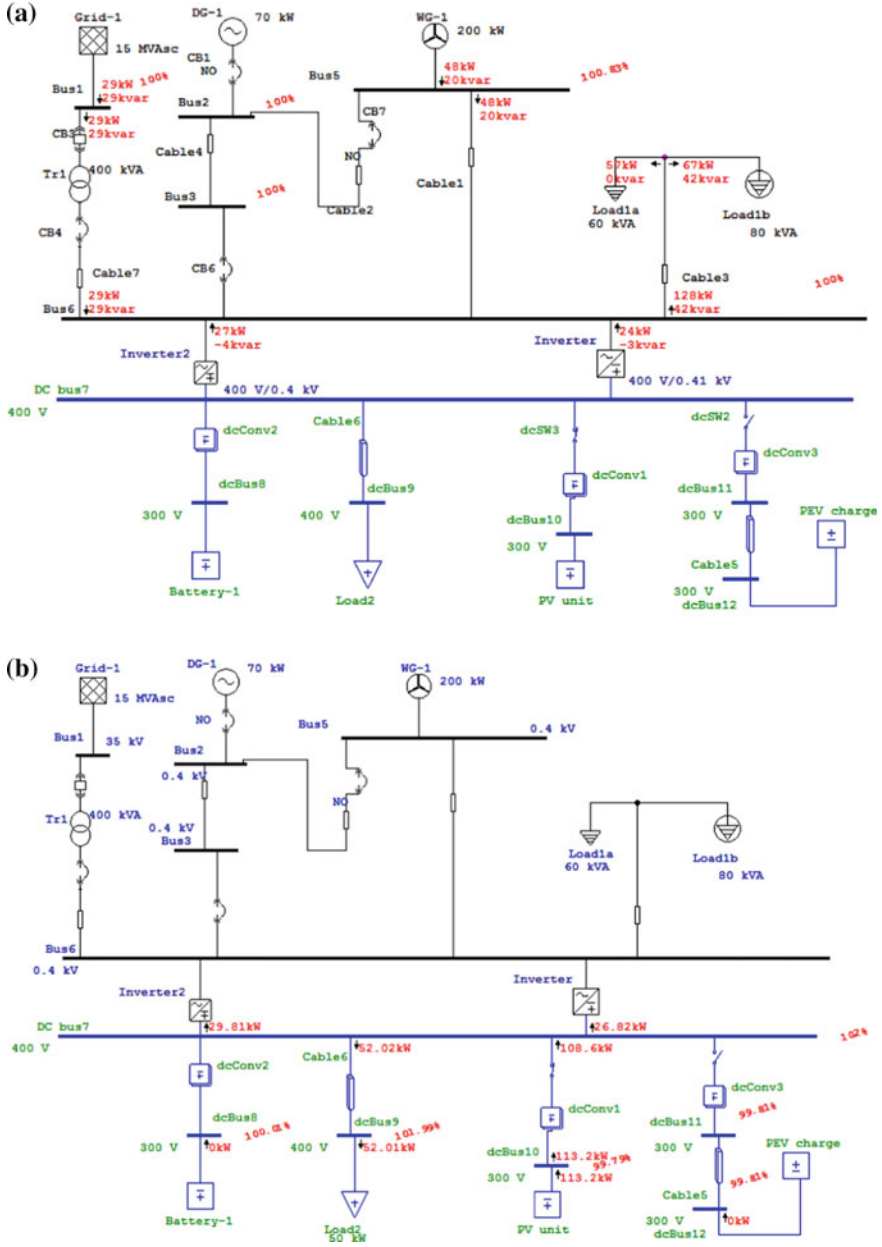 (a)
Grid-1
15 MVAsc
DG-1
70 kW
WG-1
200 kW
CB1
NO
Bus5
48kW
20kvar
100.83%
Bus1
29kW
29kvar
100%
29kW
29kvar
CB3
Bus2
100%
CB7
48kW
20kvar
Cable4
NO
Tr1
400 kVA
Bus3
100%
Cable2
Cable1
57kW
0kvar
67kW
42kvar
Load1a
60 kVA
Load1b
80 kVA
CB4
CB6
Cable7
Cable3
100%
Bus6
29kW
29kvar
128kW
42kvar
27kW
-4kvar
24kW
-3kvar
Inverter2
Inverter
DC bus7
400 V/0.4 kV
400 V/0.41 kV
400 V
Cable6
dcSW3
dcSW2
dcConv2
dcConv1
dcConv3
dcBus8
dcBus9
dcBus10
dcBus11
300 V
400 V
300 V
300 V
PEV charge
Cable5
300 V
dcBus12
Battery-1
Load2
PV unit
(b)
Grid-1
15 MVAsc
DG-1
70 kW
WG-1
200 kW
NO
Bus5
0.4 kV
Bus1
35 kV
Bus2
0.4 kV
NO
Tr1
400 kVA
0.4 kV
Bus3
Load1a
60 kVA
Load1b
80 kVA
Bus6
0.4 kV
Inverter2
Inverter
DC bus7
29.81kW
26.82kW
102%
400 V
Cable6
52.02kW
108.6kW
dcConv2
dcConv1
dcConv3
99.81%
dcBus8
100.01%
dcBus9
101.99%
dcBus11
300 V
0kW
400 V
52.01kW
dcBus10
113.2kW
99.79%
300 V
113.2kW
300 V
PEV charge
99.81%
Cable5
300 V
0kW
dcBus12
Battery-1
Load2
50 kW
PV unit